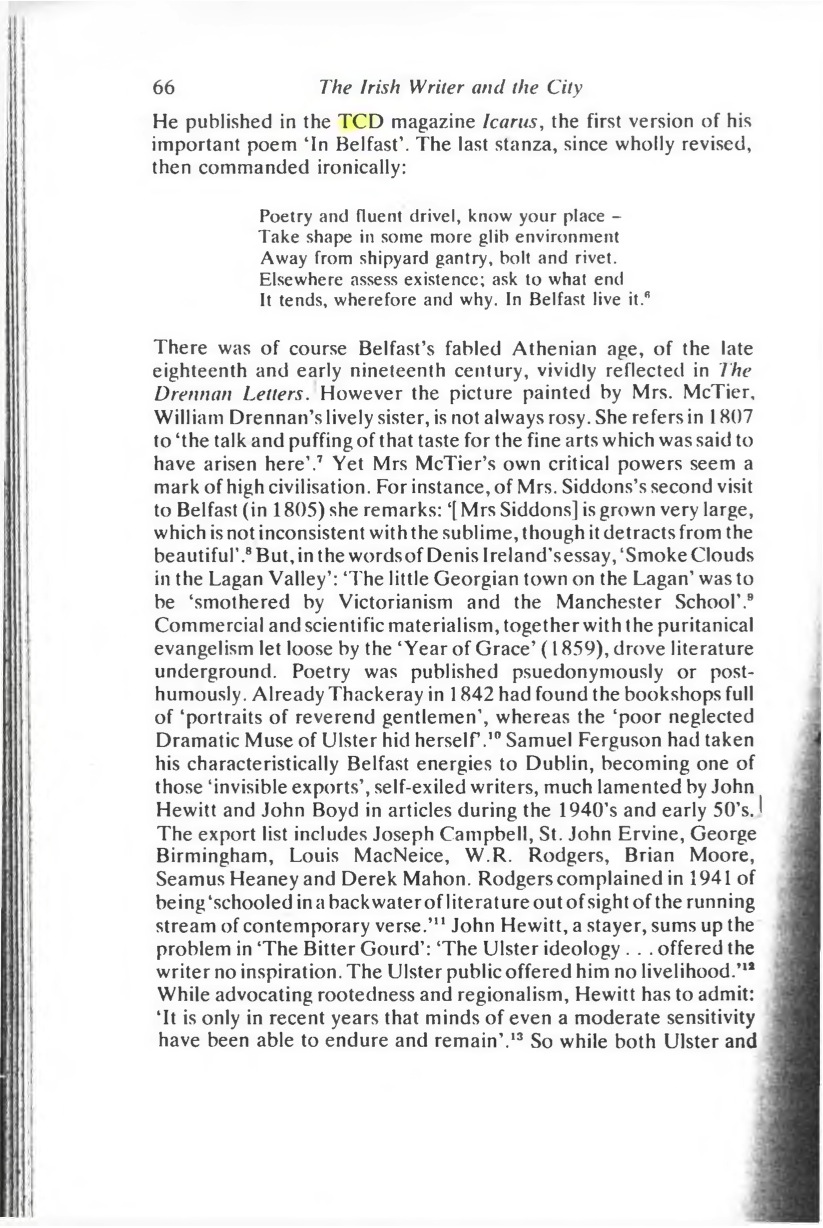 66 The Irish Writer and the City
He published in the TCD magazine Icarus, the first version of his
important poem ‘In Belfast’. The last stanza, since wholly revised,
then commanded ironically:
Poetry and fluent drivel, know your place –
Take shape in some more glib environment
Away from shipyard gantry, bolt and rivet.
Elsewhere assess existence; ask to what end
It tends, wherefore and why. In Belfast live it.⁶
There was of course Belfast’s fabled Athenian age, of the late
eighteenth and early nineteenth century, vividly reflected in The
Drennan Letters. However the picture painted by Mrs. McTier,
William Drennan’s lively sister, is not always rosy. She refers in 1807
to ‘the talk and puffing of that taste for the fine arts which was said to
have arisen here’.⁷ Yet Mrs McTier’s own critical powers seem a
mark of high civilisation. For instance, of Mrs. Siddons’s second visit
to Belfast (in 1805) she remarks: ‘[Mrs Siddons] is grown very large,
which is not inconsistent with the sublime, though it detracts from the
beautiful’.⁸ But, in the words of Denis Ireland’s essay, ‘Smoke Clouds
in the Lagan Valley’: ‘The little Georgian town on the Lagan’ was to
be ‘smothered by Victorianism and the Manchester School’.⁹
Commercial and scientific materialism, together with the puritanical
evangelism let loose by the ‘Year of Grace’ (1859), drove literature
underground. Poetry was published psuedonymously or post-
humously. Already Thackeray in 1842 had found the bookshops full
of ‘portraits of reverend gentlemen’, whereas the ‘poor neglected
Dramatic Muse of Ulster hid herself’.¹⁰ Samuel Ferguson had taken
his characteristically Belfast energies to Dublin, becoming one of
those ‘invisible exports’, self-exiled writers, much lamented by John
Hewitt and John Boyd in articles during the 1940’s and early 50’s.
The export list includes Joseph Campbell, St. John Ervine, George
Birmingham, Louis MacNeice, W.R. Rodgers, Brian Moore,
Seamus Heaney and Derek Mahon. Rodgers complained in 1941 of
being ‘schooled in a backwater of literature out of sight of the running
stream of contemporary verse.’¹¹ John Hewitt, a stayer, sums up the
problem in ‘The Bitter Gourd’: ‘The Ulster ideology . . . offered the
writer no inspiration. The Ulster public offered him no livelihood.’¹²
While advocating rootedness and regionalism, Hewitt has to admit:
‘It is only in recent years that minds of even a moderate sensitivity
have been able to endure and remain’.¹³ So while both Ulster and